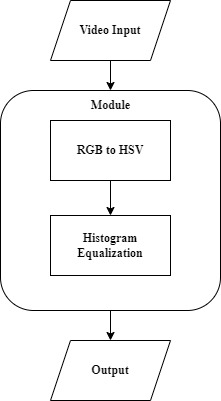 Video Input
Module
RGB to HSV
Histogram
Equalization
Output